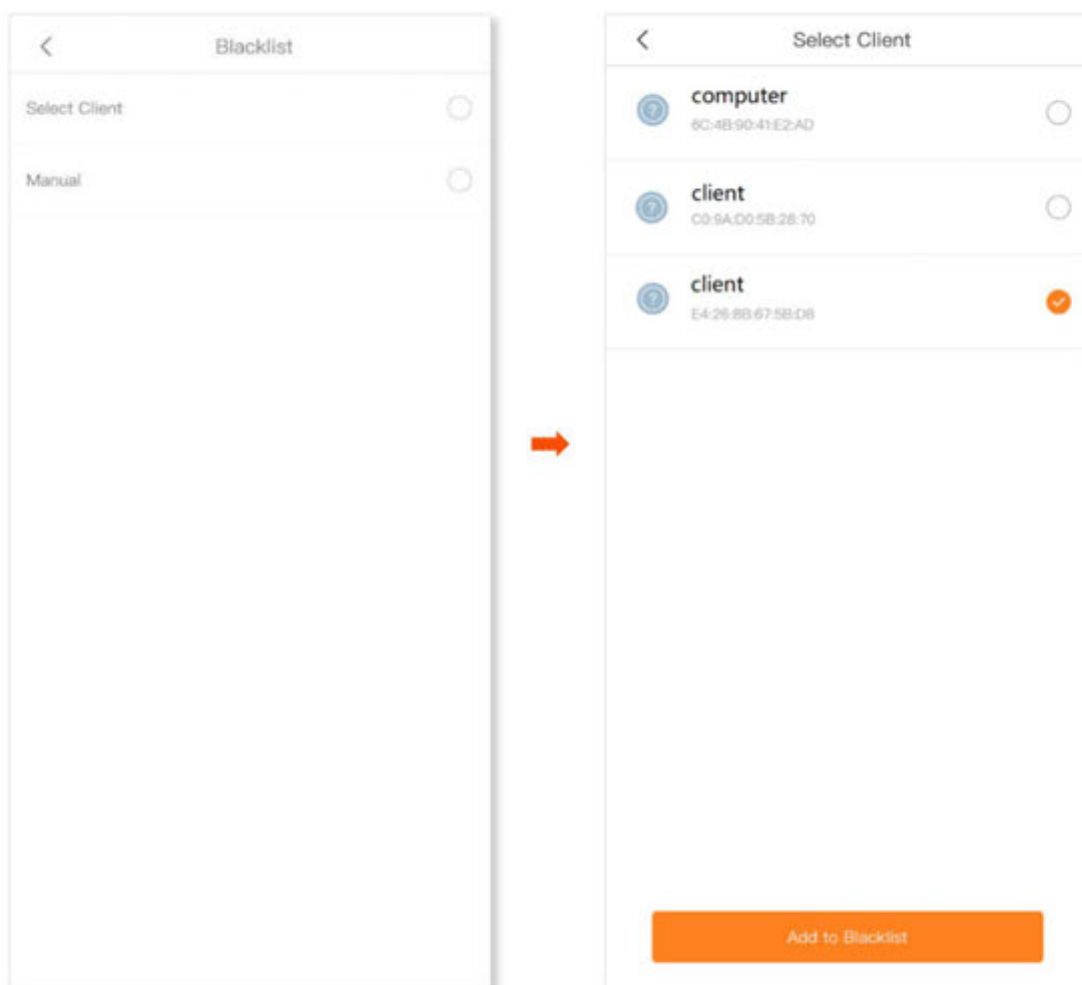 Blacklist
Select Client
Manual
Select Client
computer
6C:4B:90:41:E2:AD
client
C0:9A:D0:5B:28:70
client
E4:26:8B:67:5B:D8
Add to Blacklist